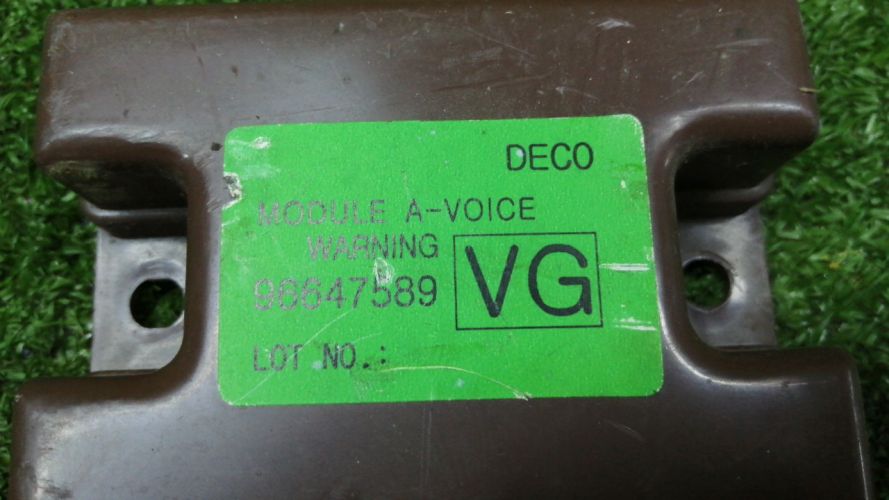 DECO
MODULE A-VOICE
WARNING
96647589
VG
LOT NO.: